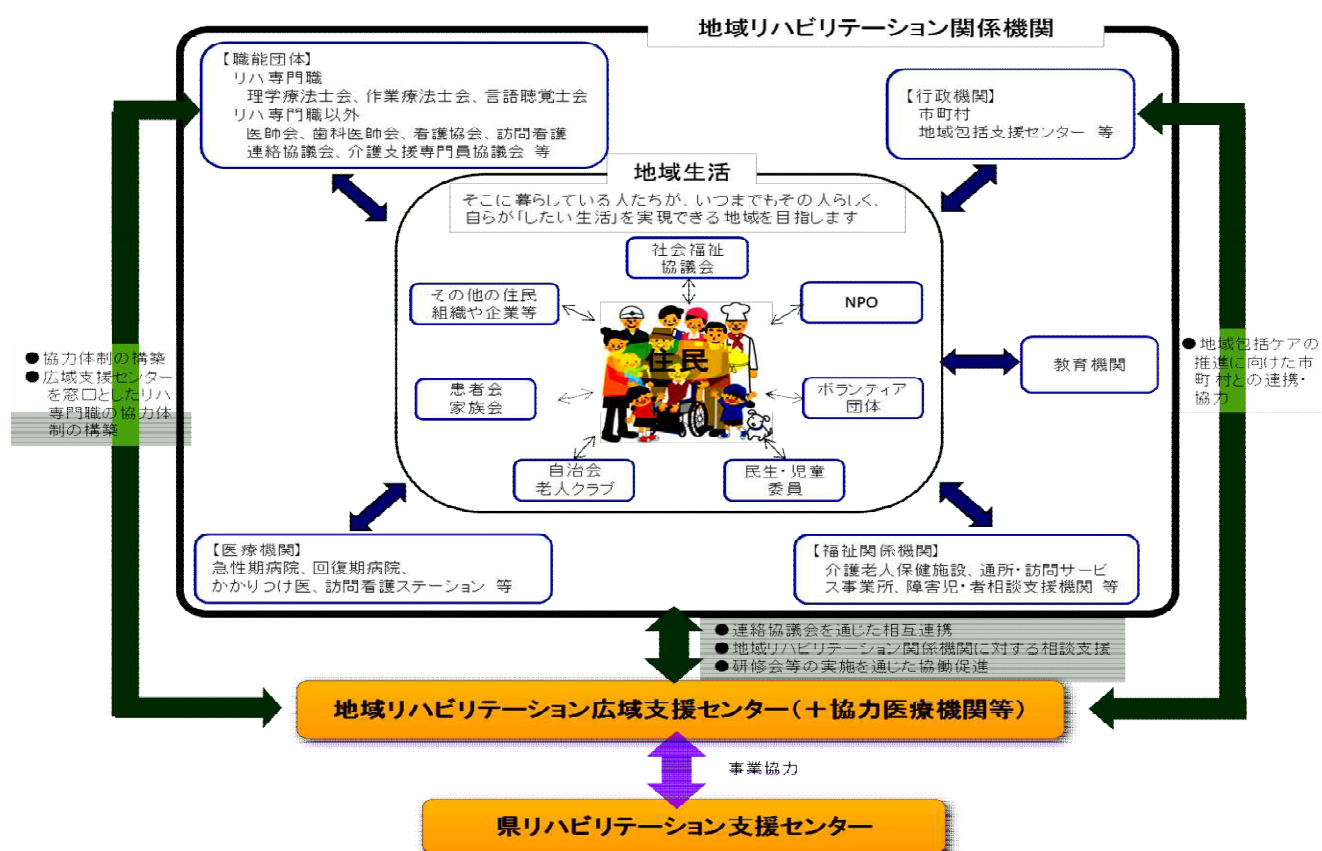 地域リハビリテーション関係機関
【職能団体】
リハ専門職
理学療法士会、作業療法士会、言語聴覚士会
リハ専門職以外
医師会、歯科医師会、看護協会、訪問看護
連絡協議会、介護支援専門員協議会 等
【行政機関】
市町村
地域包括支援センター 等
地域生活
そこに暮らしている人たちが、いつまでもその人らしく、
自らが「したい生活」を実現できる地域を目指します
社会福祉
協議会
その他の住民
組織や企業等
NPO
住民
患者会
家族会
ボランティア
団体
自治会
老人クラブ
民生・児童
委員
教育機関
●協力体制の構築
●広域支援センター
を窓口としたリハ
専門職の協力体
制の構築
●地域包括ケアの
推進に向けた市
町村との連携・
協力
【医療機関】
急性期病院、回復期病院、
かかりつけ医、訪問看護ステーション 等
【福祉関係機関】
介護老人保健施設、通所・訪問サービ
ス事業所、障害児・者相談支援機関 等
●連絡協議会を通じた相互連携
●地域リハビリテーション関係機関に対する相談支援
●研修会等の実施を通じた協働促進
地域リハビリテーション広域支援センター(+協力医療機関等)
事業協力
県リハビリテーション支援センター